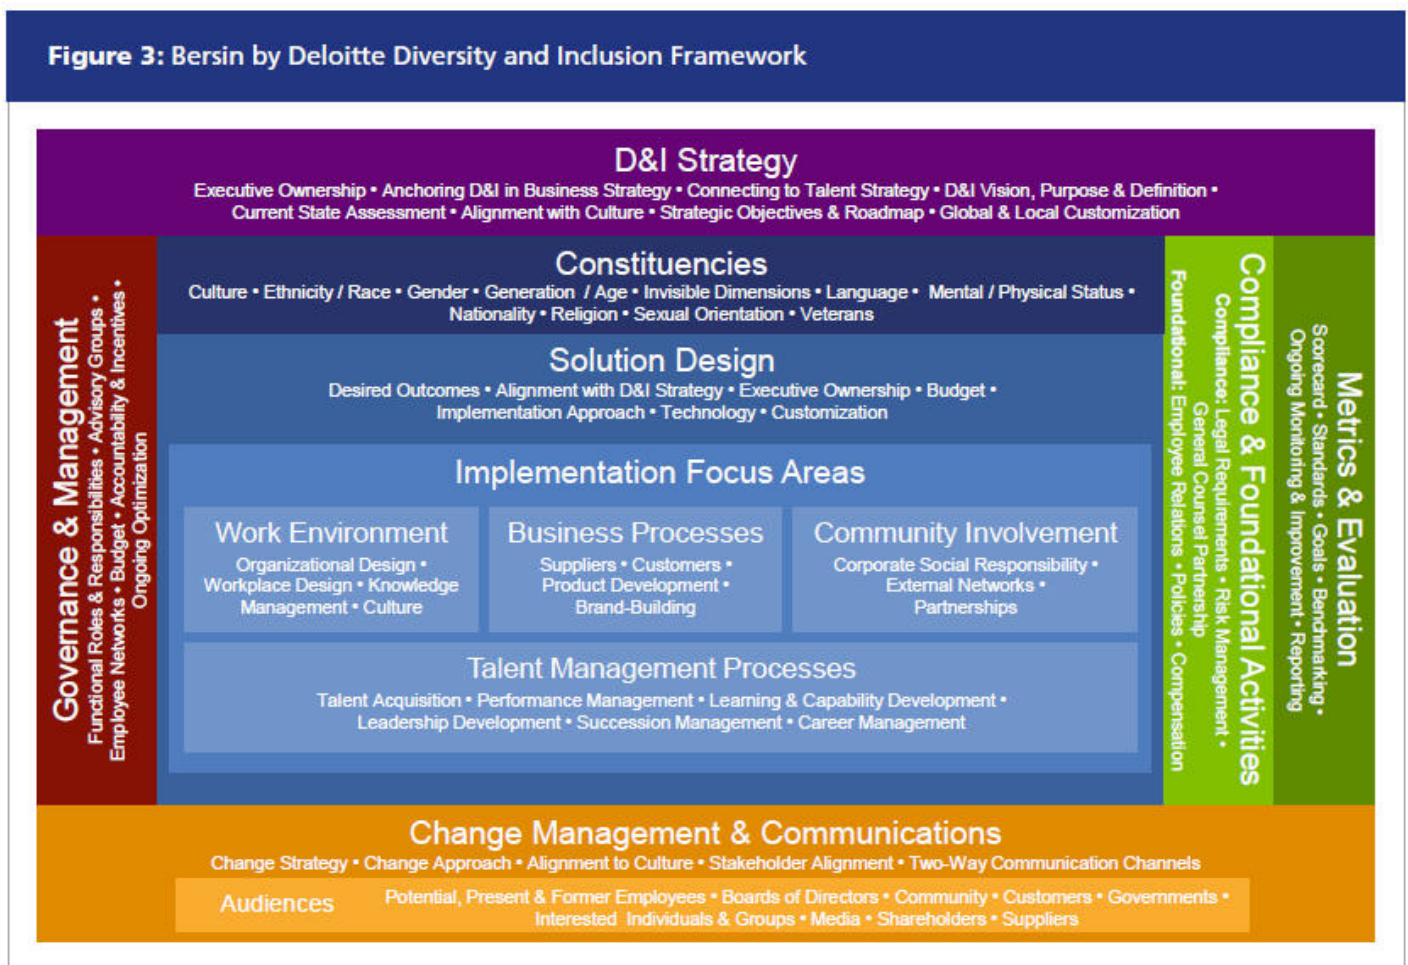 Figure 3: Bersin by Deloitte Diversity and Inclusion Framework
D&I Strategy
Executive Ownership • Anchoring D&I in Business Strategy • Connecting to Talent Strategy • D&I Vision, Purpose & Definition •
Current State Assessment • Alignment with Culture • Strategic Objectives & Roadmap • Global & Local Customization
Governance & Management
Functional Roles & Responsibilities • Advisory Groups •
Employee Networks • Budget • Accountability & Incentives •
Ongoing Optimization
Constituencies
Culture • Ethnicity / Race • Gender • Generation / Age • Invisible Dimensions • Language • Mental / Physical Status •
Nationality • Religion • Sexual Orientation • Veterans
Solution Design
Desired Outcomes • Alignment with D&I Strategy • Executive Ownership • Budget •
Implementation Approach • Technology • Customization
Implementation Focus Areas
Work Environment
Organizational Design •
Workplace Design • Knowledge
Management • Culture
Business Processes
Suppliers • Customers •
Product Development •
Brand-Building
Community Involvement
Corporate Social Responsibility •
External Networks •
Partnerships
Talent Management Processes
Talent Acquisition • Performance Management • Learning & Capability Development •
Leadership Development • Succession Management • Career Management
Compliance & Foundational Activities
Compliance: Legal Requirements • Risk Management •
General Counsel Partnership
Foundational: Employee Relations • Policies • Compensation
Metrics & Evaluation
Scorecard • Standards • Goals • Benchmarking •
Ongoing Monitoring & Improvement • Reporting
Change Management & Communications
Change Strategy • Change Approach • Alignment to Culture • Stakeholder Alignment • Two-Way Communication Channels
Audiences
Potential, Present & Former Employees • Boards of Directors • Community • Customers • Governments •
Interested Individuals & Groups • Media • Shareholders • Suppliers